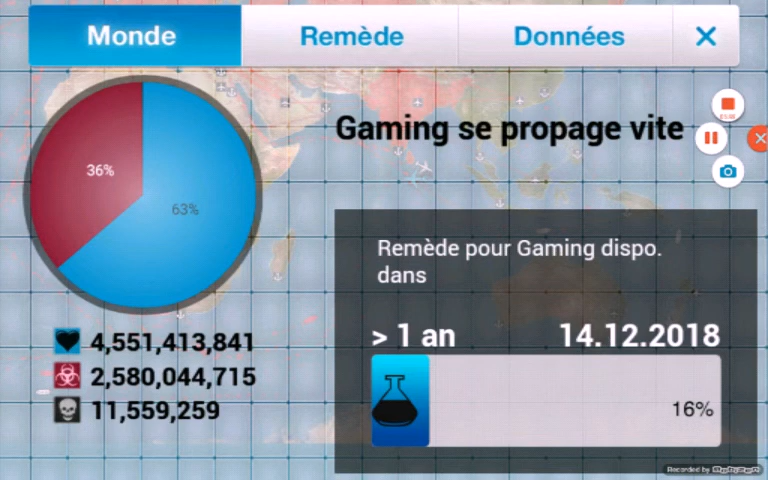 Monde
Remède
Données
Gaming se propage vite
36%
63%
Remède pour Gaming dispo.
dans
> 1 an
14.12.2018
4,551,413,841
2,580,044,715
11,559,259
16%
Recorded by